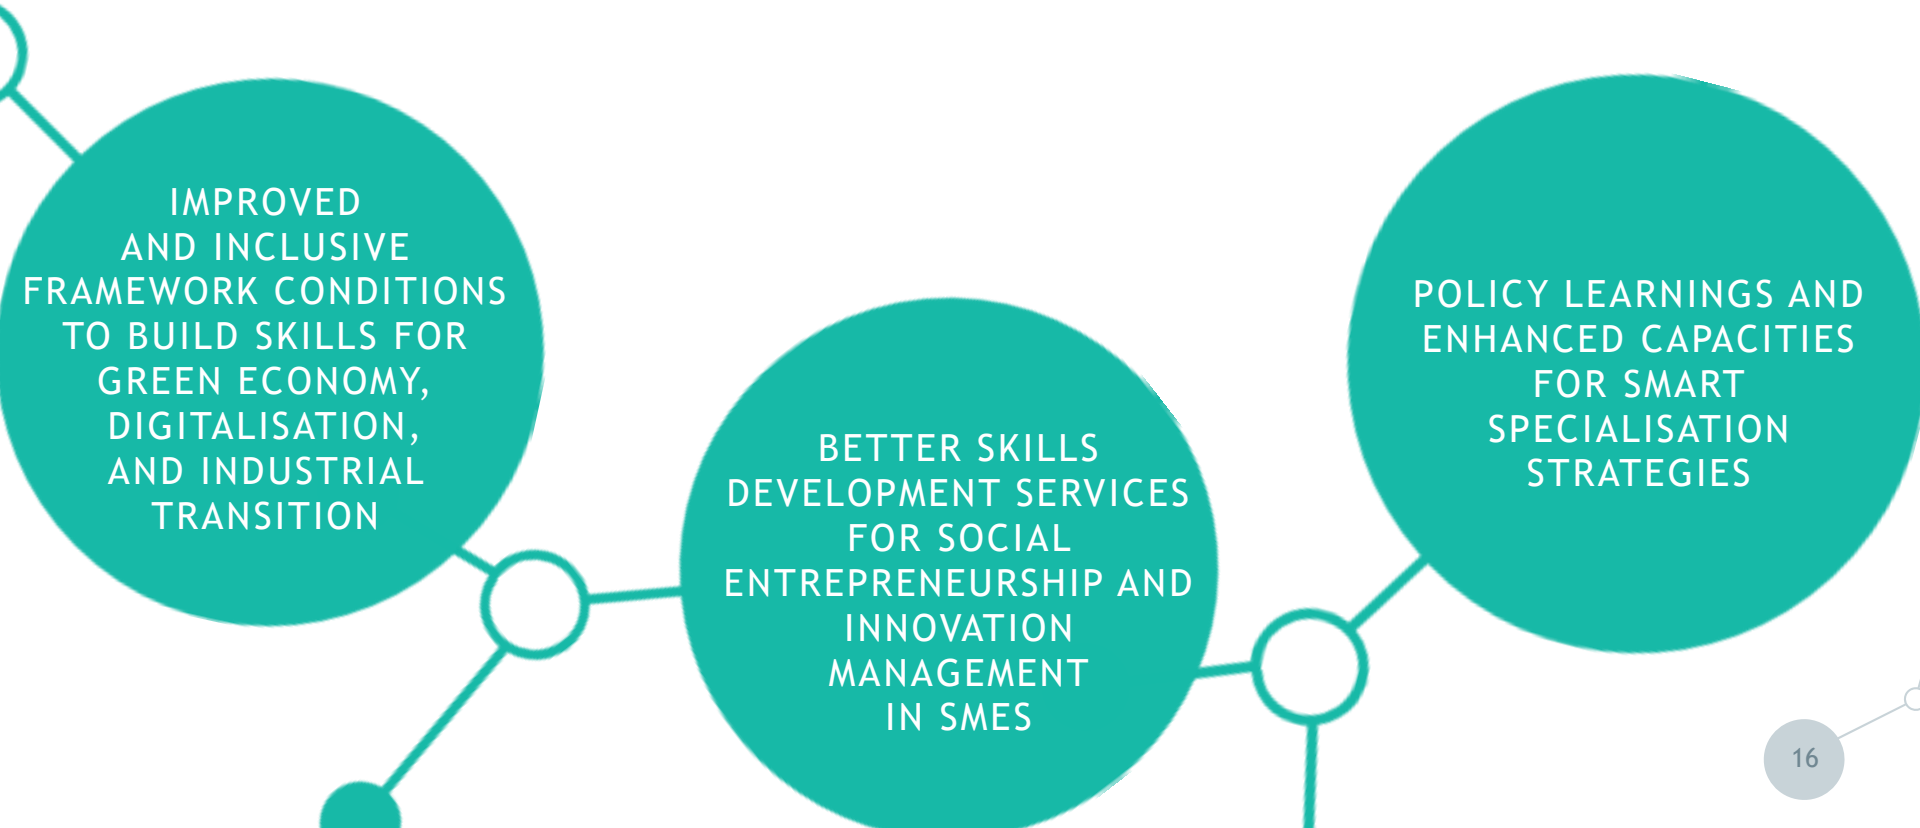 IMPROVED
AND INCLUSIVE
FRAMEWORK CONDITIONS
TO BUILD SKILLS FOR
GREEN ECONOMY,
DIGITALISATION,
AND INDUSTRIAL
TRANSITION
BETTER SKILLS
DEVELOPMENT SERVICES
FOR SOCIAL
ENTREPRENEURSHIP AND
INNOVATION
MANAGEMENT
IN SMES
POLICY LEARNINGS AND
ENHANCED CAPACITIES
FOR SMART
SPECIALISATION
STRATEGIES
16